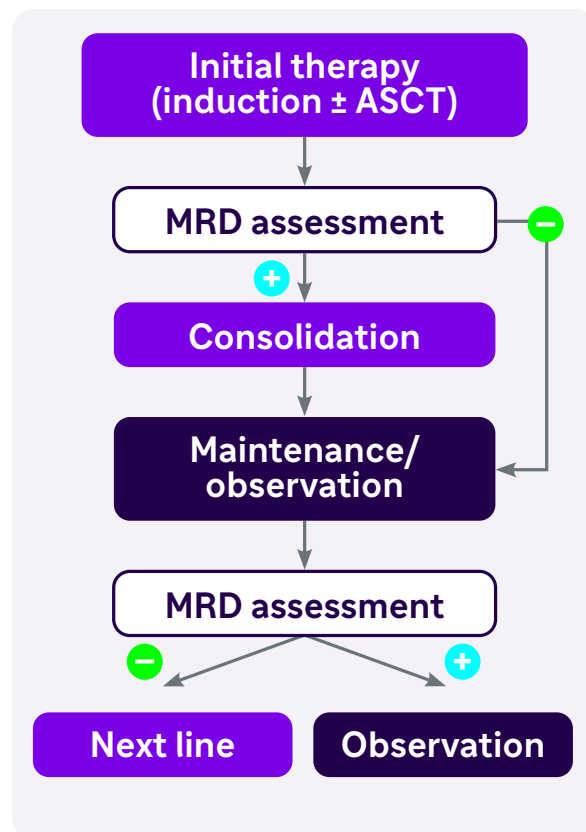 Initial therapy
(induction ± ASCT)
MRD assessment
−
+
Consolidation
Maintenance/
observation
MRD assessment
−
+
Next line
Observation